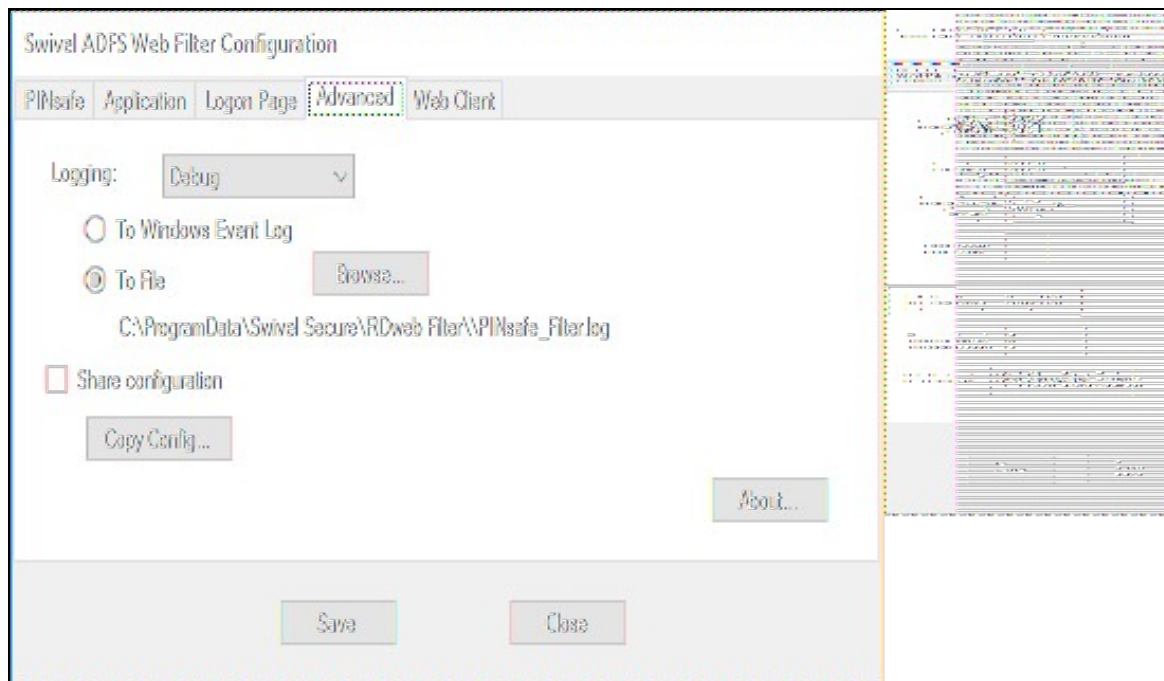 Swivel ADFS Web Filter Configuration
PINsafe Application Logon Page Advanced Web Client
Logging: Debug
To Windows Event Log
To File Browse...
C:\ProgramData\Swivel Secure\RDweb Filter\\PINsafe_Filter.log
Share configuration
Copy Config...
About...
Save Close